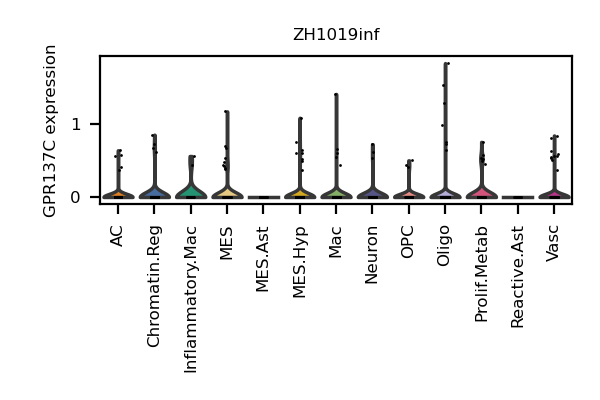 ZH1019inf
GPR137C expression
1
0
AC
Chromatin.Reg
Inflammatory.Mac
MES
MES.Ast
MES.Hyp
Mac
Neuron
OPC
Oligo
Prolif.Metab
Reactive.Ast
Vasc